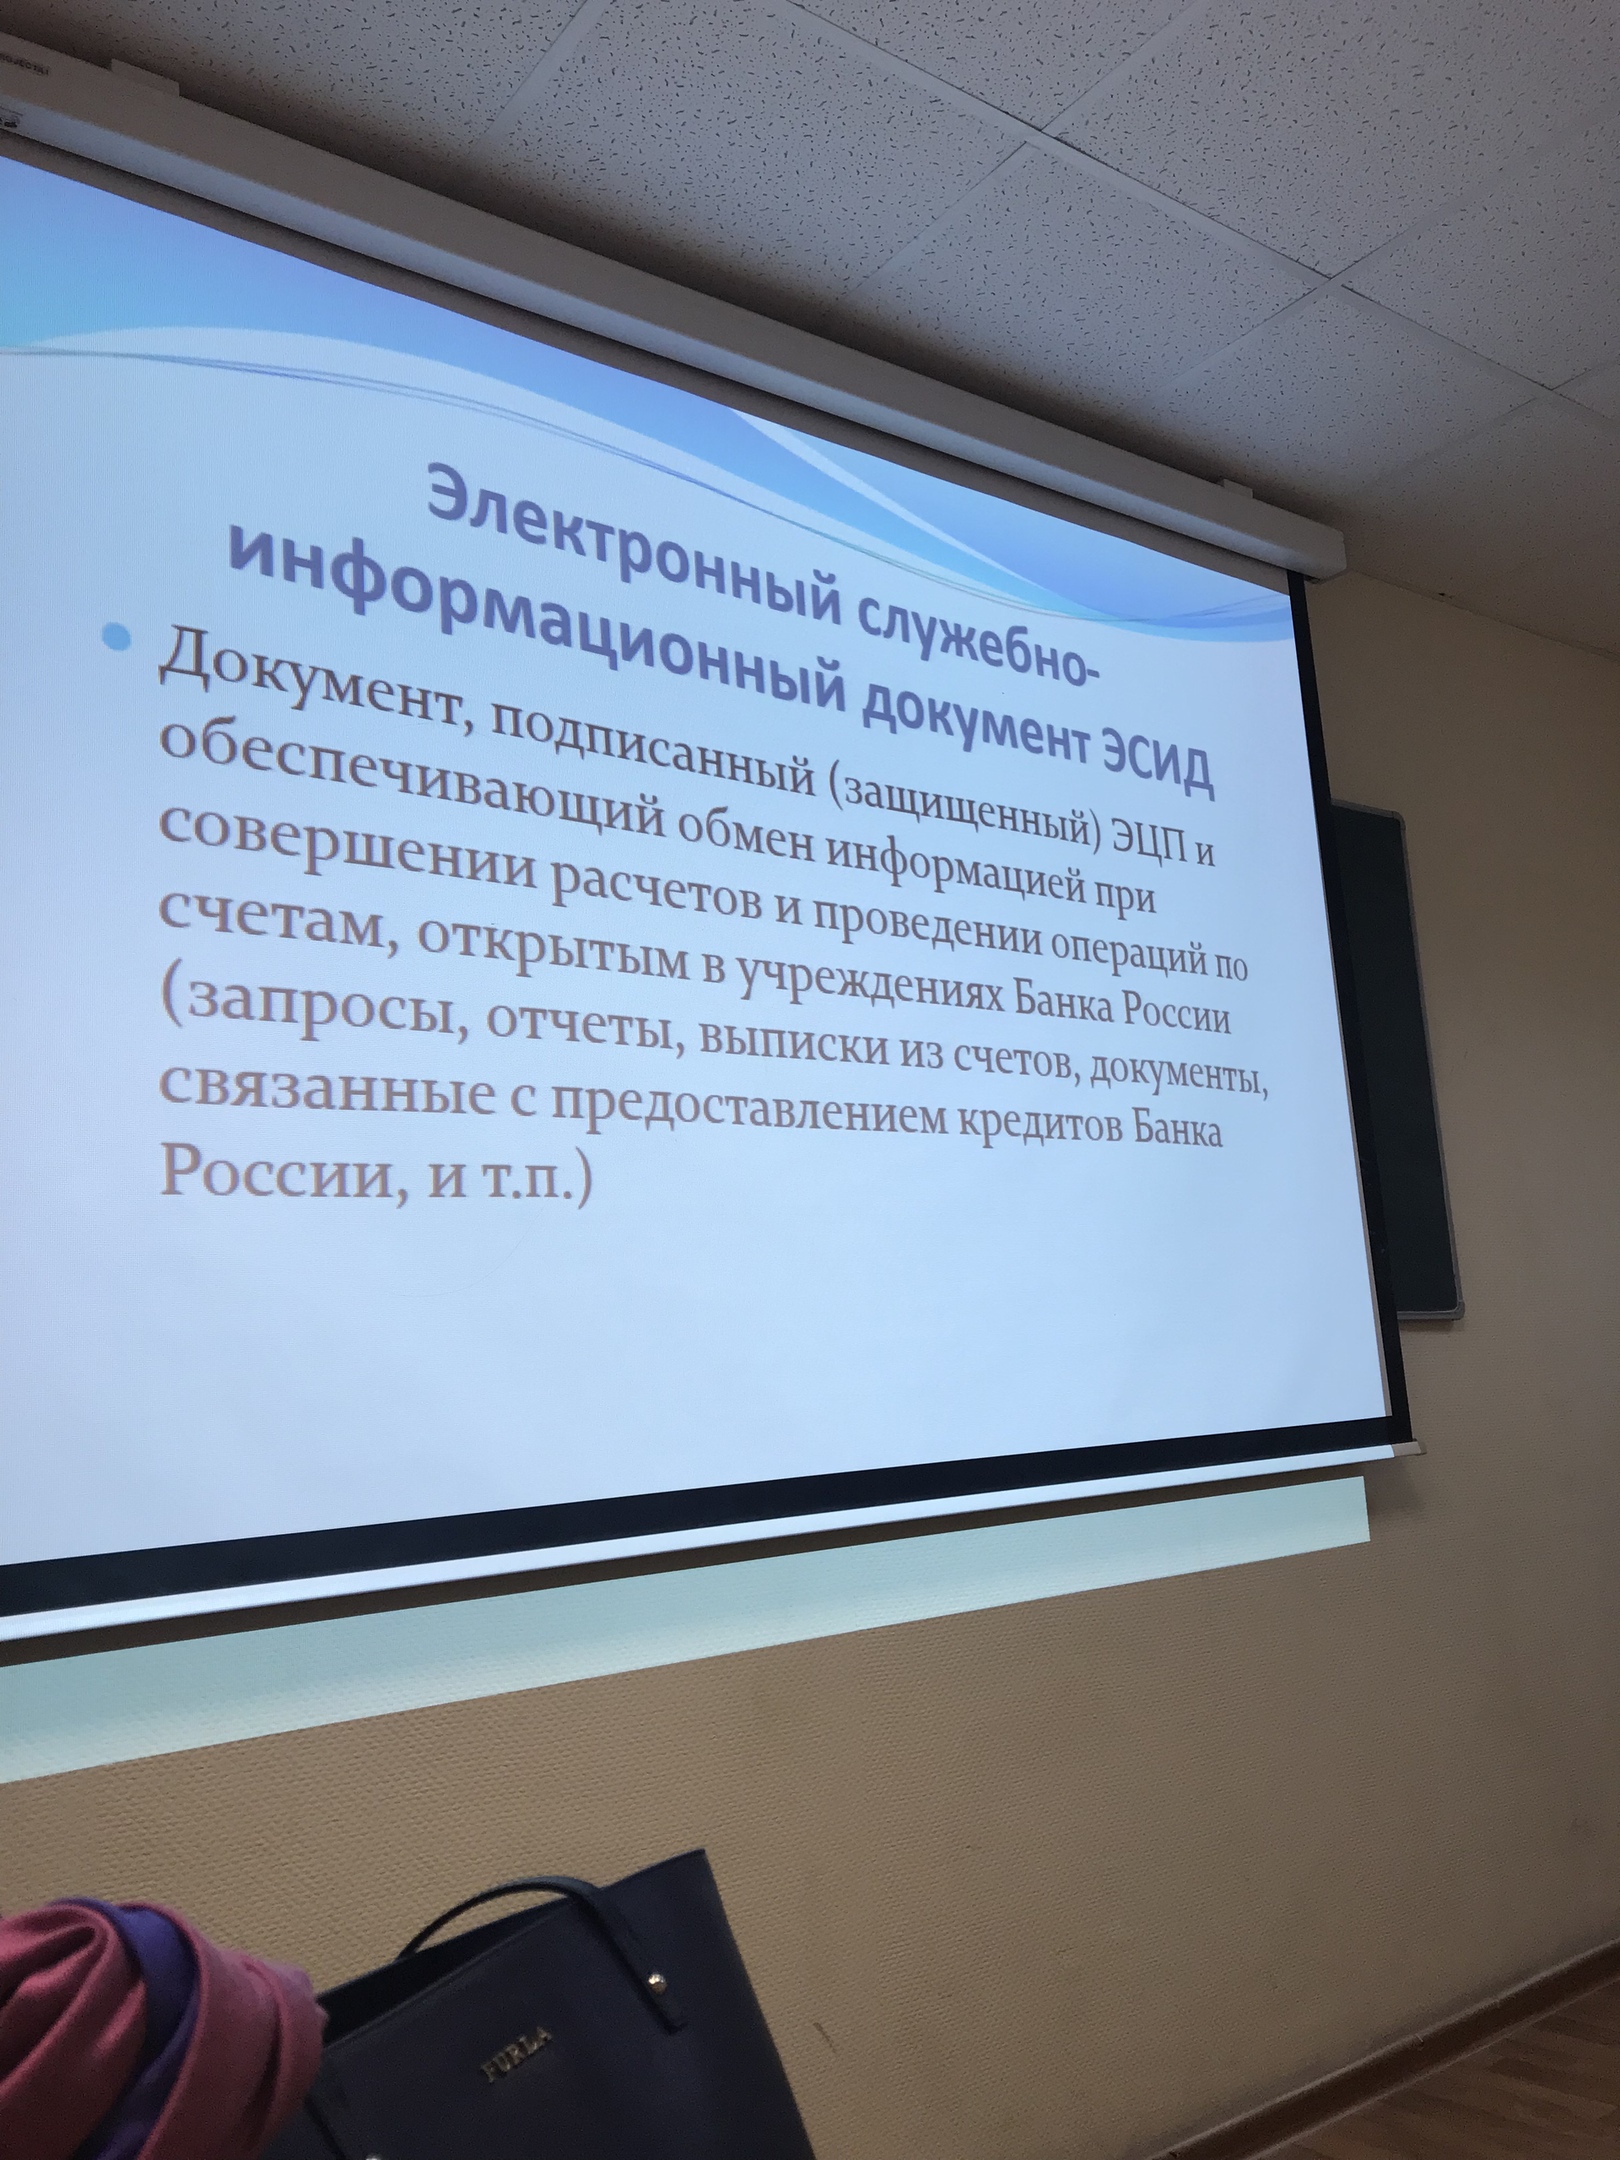 Электронный служебно-
информационный документ ЭСИД
Документ, подписанный (защищенный) ЭЦП и
обеспечивающий обмен информацией при
совершении расчетов и проведении операций по
счетам, открытым в учреждениях Банка России
(запросы, отчеты, выписки из счетов, документы,
связанные с предоставлением кредитов Банка
России, и т.п.)
FURLA